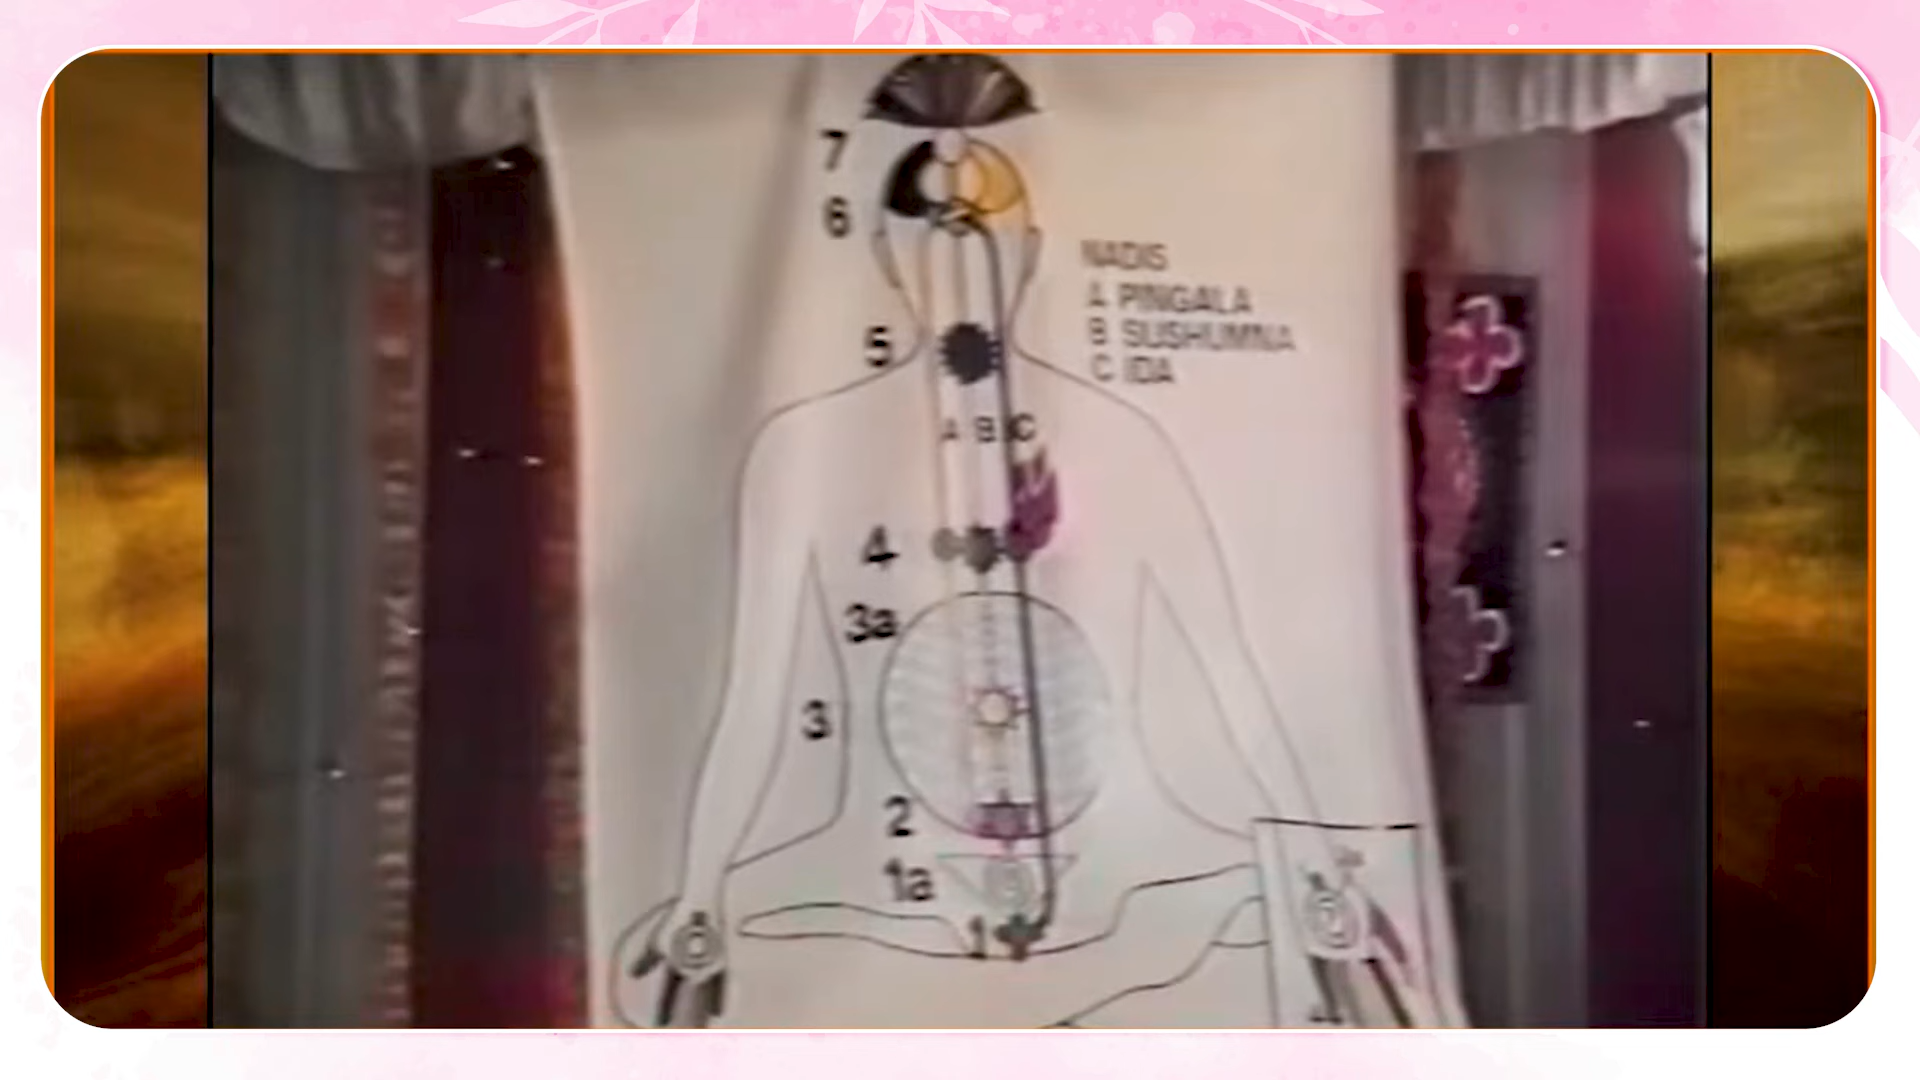 7
6
NADIS
A PINGALA
B SUSHUMNA
C IDA
5
A B C
4
3a
3
2
1a
1